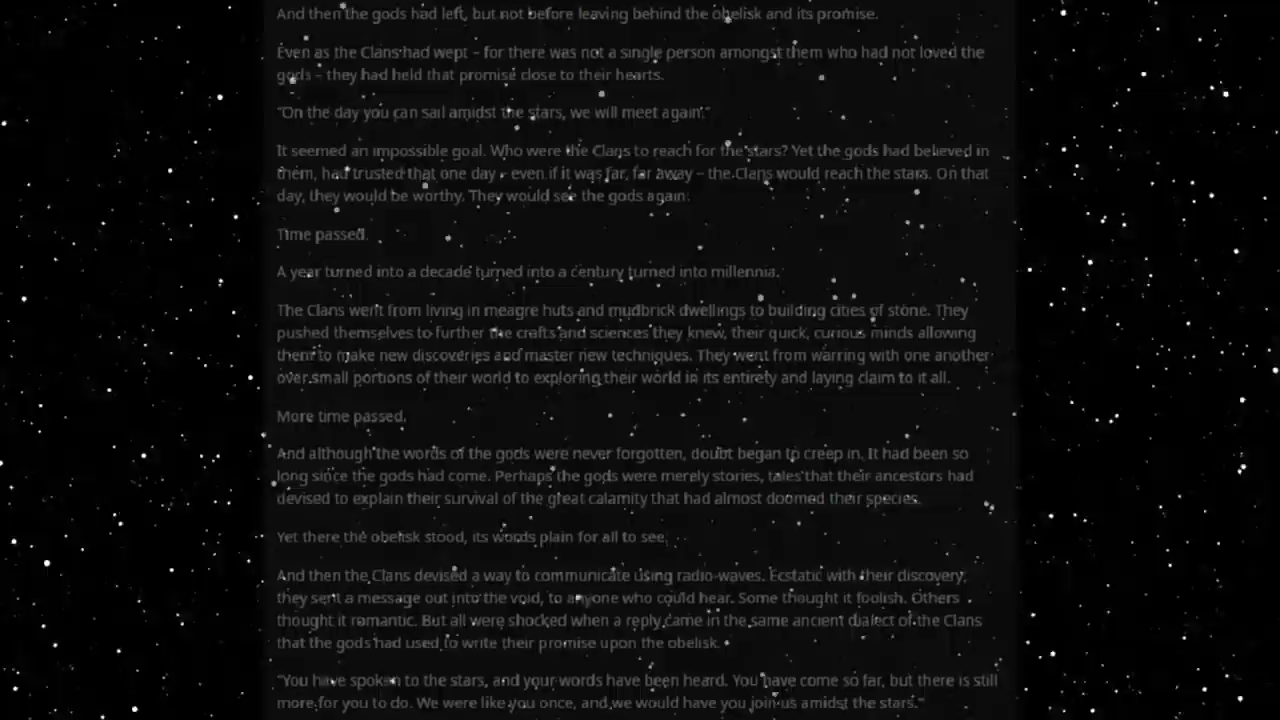 And then the gods had left, but not before leaving behind the obelisk and its promise.
Even as the Clans had wept – for there was not a single person amongst them who had not loved the
gods – they had held that promise close to their hearts.
"On the day you can sail amidst the stars, we will meet again."
It seemed an impossible goal. Who were the Clans to reach for the stars? Yet the gods had believed in
them, had trusted that one day – even if it was far, far away – the Clans would reach the stars. On that
day, they would be worthy. They would see the gods again.
Time passed.
A year turned into a decade turned into a century turned into millennia.
The Clans went from living in meagre huts and mudbrick dwellings to building cities of stone. They
pushed themselves to further the crafts and sciences they knew, their quick, curious minds allowing
them to make new discoveries and master new techniques. They went from warring with one another
over small portions of their world to exploring their world in its entirety and laying claim to it all.
More time passed.
And although the words of the gods were never forgotten, doubt began to creep in. It had been so
long since the gods had come. Perhaps the gods were merely stories, tales that their ancestors had
devised to explain their survival of the great calamity that had almost doomed their species.
Yet there the obelisk stood, its words plain for all to see.
And then the Clans devised a way to communicate using radio-waves. Ecstatic with their discovery,
they sent a message out into the void, to anyone who could hear. Some thought it foolish. Others
thought it romantic. But all were shocked when a reply came in the same ancient dialect of the Clans
that the gods had used to write their promise upon the obelisk.
"You have spoken to the stars, and your words have been heard. You have come so far, but there is still
more for you to do. We were like you once, and we would have you join us amidst the stars."